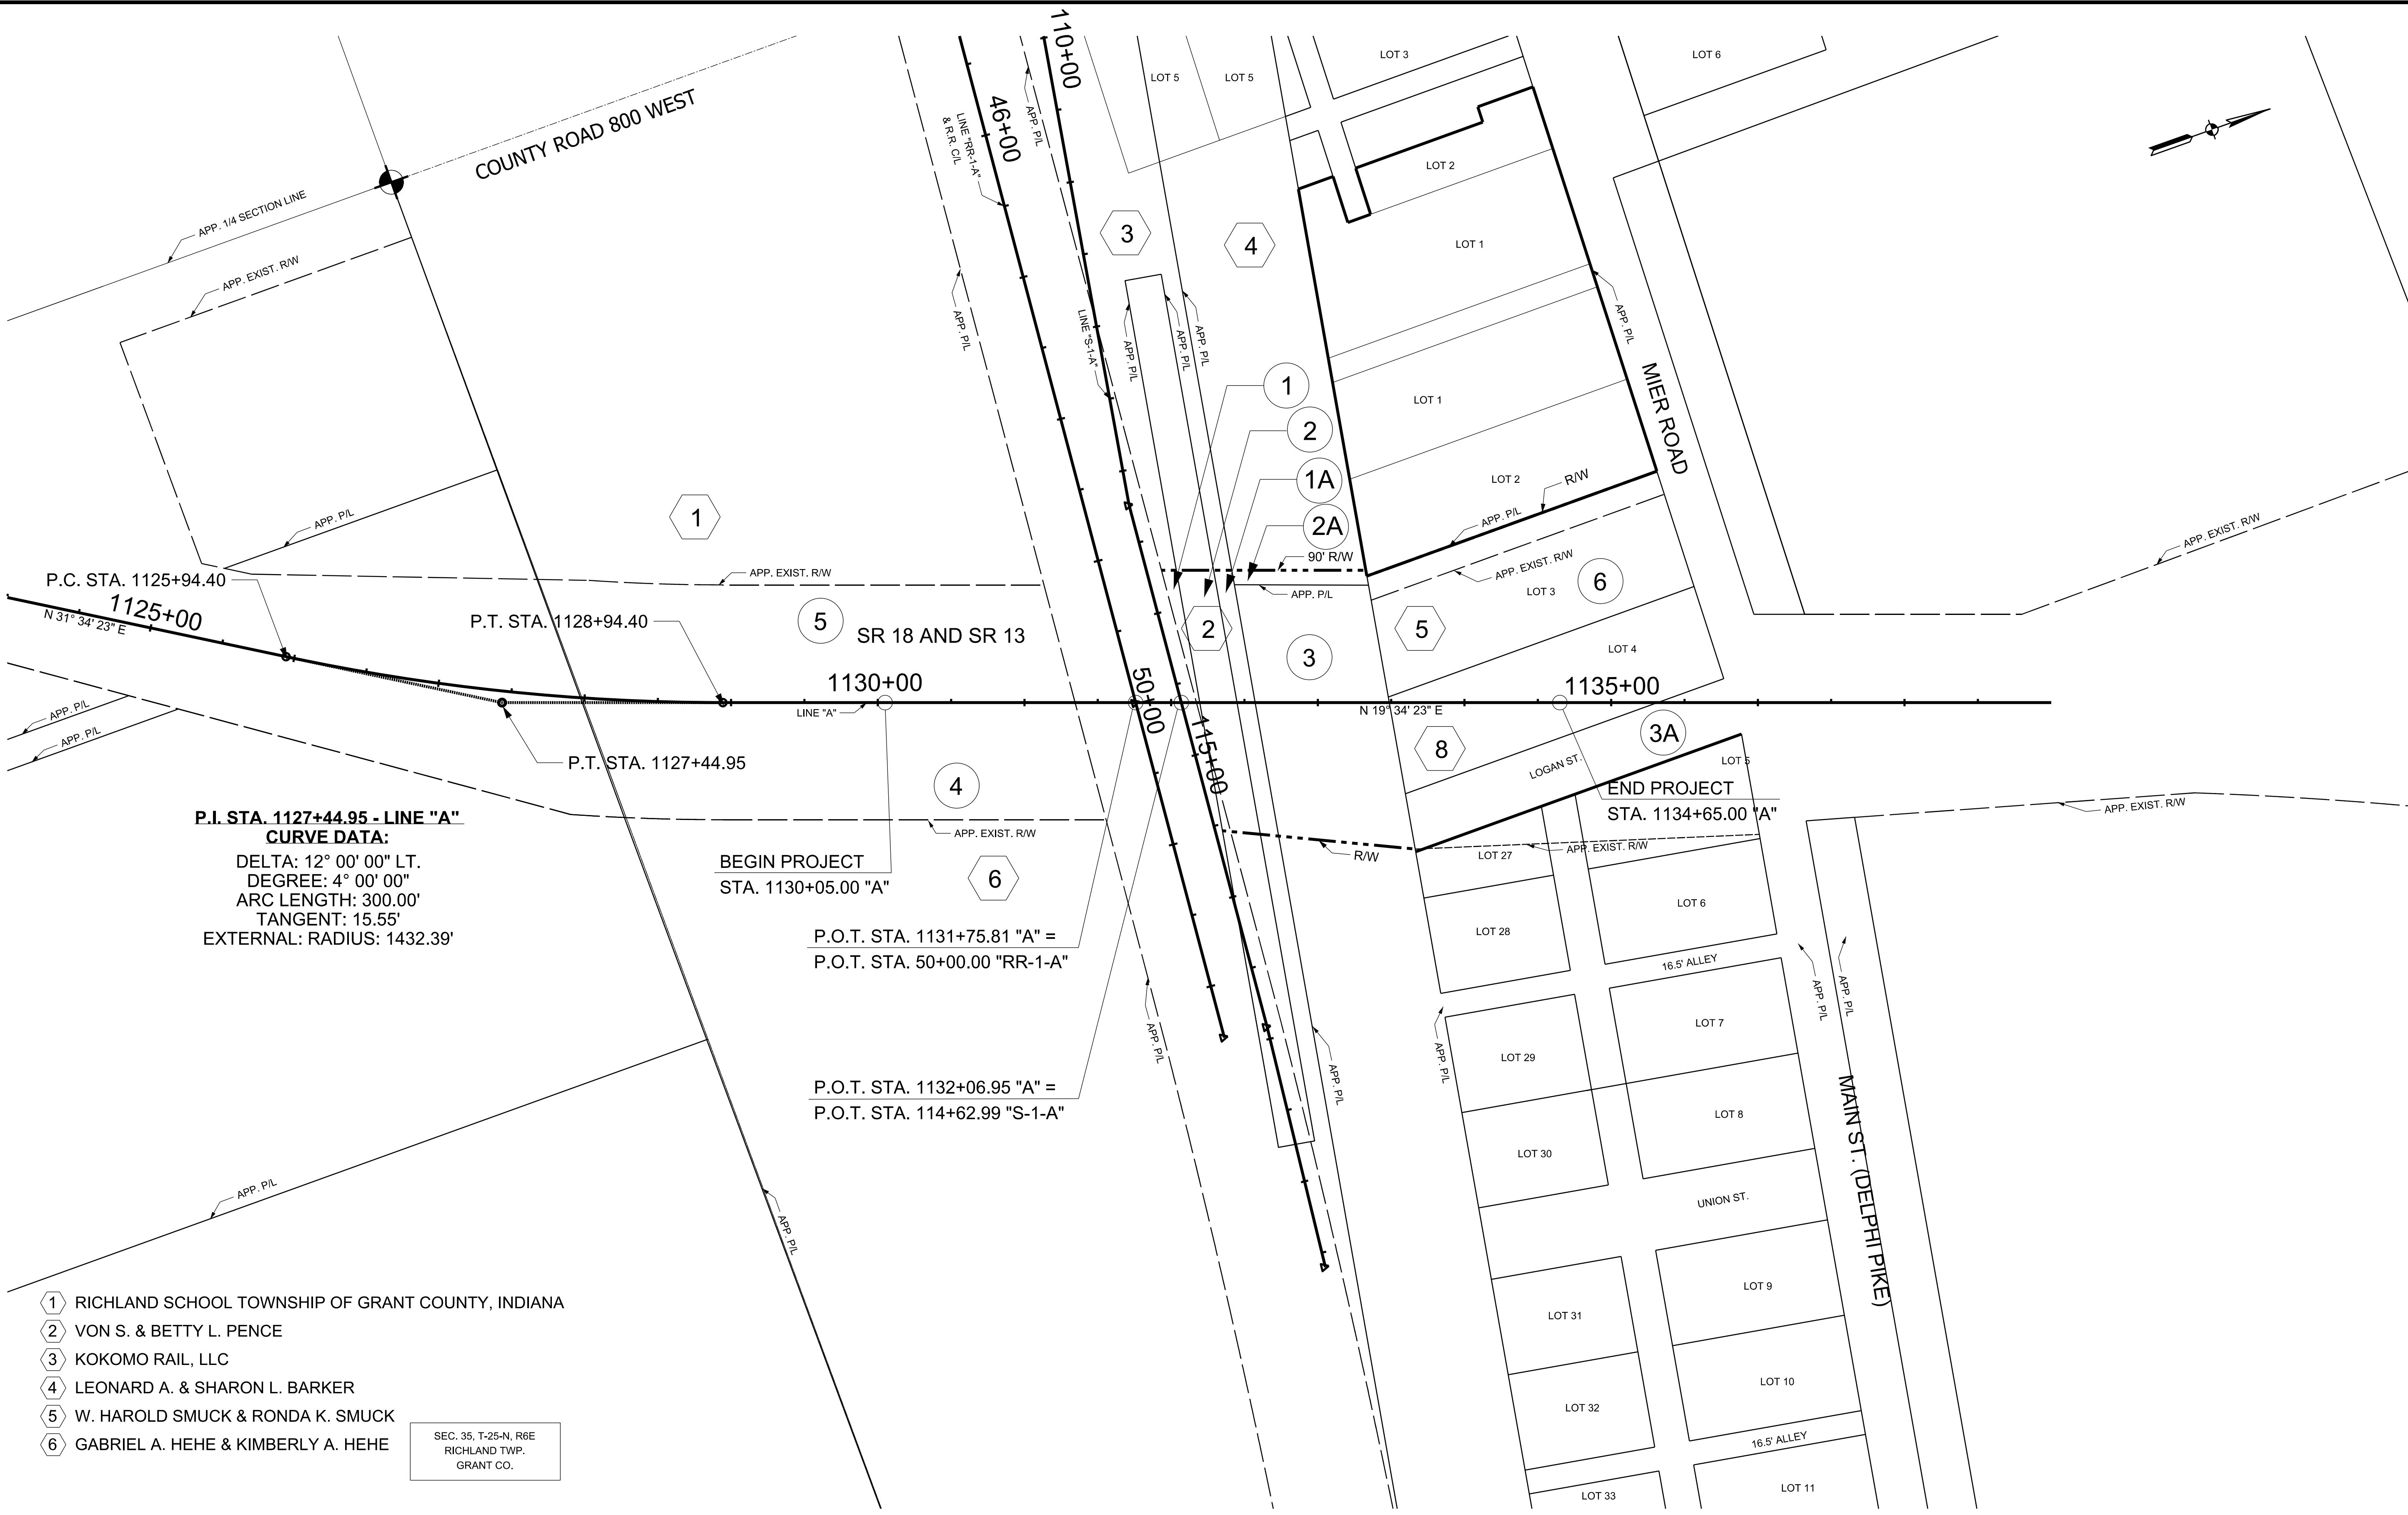 110+00
LOT 5
LOT 5
LOT 3
LOT 6
46+00
APP. P/L
LINE "RR-1-A"
& R.R. C/L
COUNTY ROAD 800 WEST
APP. 1/4 SECTION LINE
APP. EXIST. R/W
LOT 2
LOT 1
3
4
APP. P/L
LINE "S-1-A"
APP. P/L
APP. P/L
APP. P/L
APP. P/L
MIER ROAD
LOT 1
1
2
1A
2A
90' R/W
LOT 2
R/W
APP. P/L
APP. EXIST. R/W
LOT 3
6
APP. EXIST. R/W
APP. P/L
1
APP. EXIST. R/W
APP. P/L
P.C. STA. 1125+94.40
1125+00
N 31° 34' 23" E
P.T. STA. 1128+94.40
5
SR 18 AND SR 13
2
3
5
LOT 4
1130+00
LINE "A"
50+00
115+00
N 19° 34' 23" E
1135+00
APP. P/L
APP. P/L
P.T. STA. 1127+44.95
4
8
3A
LOGAN ST.
LOT 5
END PROJECT
STA. 1134+65.00 "A"
APP. EXIST. R/W
APP. EXIST. R/W
P.I. STA. 1127+44.95 - LINE "A"
CURVE DATA:
DELTA: 12° 00' 00" LT.
DEGREE: 4° 00' 00"
ARC LENGTH: 300.00'
TANGENT: 15.55'
EXTERNAL: RADIUS: 1432.39'
BEGIN PROJECT
STA. 1130+05.00 "A"
6
R/W
LOT 27
APP. EXIST. R/W
LOT 6
LOT 28
P.O.T. STA. 1131+75.81 "A" =
P.O.T. STA. 50+00.00 "RR-1-A"
16.5' ALLEY
APP. P/L
APP. P/L
LOT 7
APP. P/L
APP. P/L
APP. P/L
LOT 29
P.O.T. STA. 1132+06.95 "A" =
P.O.T. STA. 114+62.99 "S-1-A"
LOT 8
LOT 30
MAIN ST. (DELPHI PIKE)
UNION ST.
APP. P/L
APP. P/L
LOT 9
LOT 31
LOT 10
LOT 32
16.5' ALLEY
LOT 11
LOT 33
1 RICHLAND SCHOOL TOWNSHIP OF GRANT COUNTY, INDIANA
2 VON S. & BETTY L. PENCE
3 KOKOMO RAIL, LLC
4 LEONARD A. & SHARON L. BARKER
5 W. HAROLD SMUCK & RONDA K. SMUCK
6 GABRIEL A. HEHE & KIMBERLY A. HEHE
SEC. 35, T-25-N, R6E
RICHLAND TWP.
GRANT CO.